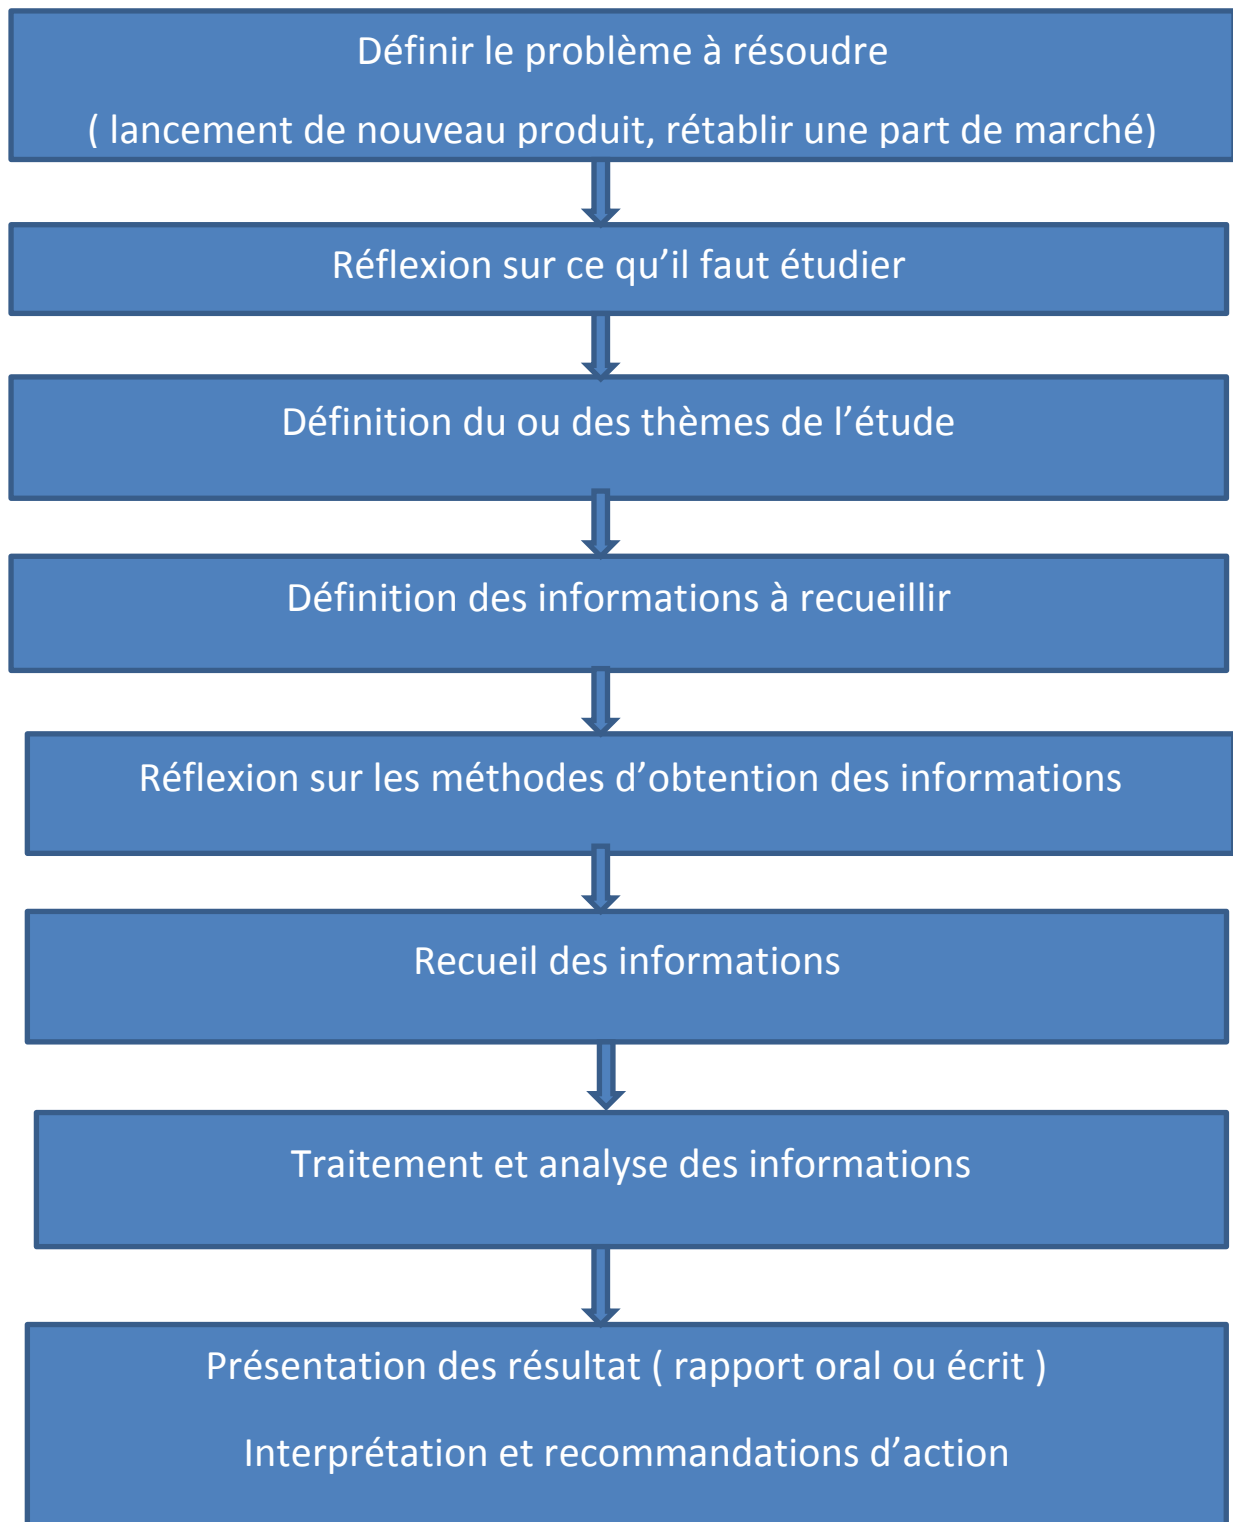 Définir le problème à résoudre
( lancement de nouveau produit, rétablir une part de marché)
Réflexion sur ce qu’il faut étudier
Définition du ou des thèmes de l’étude
Définition des informations à recueillir
Réflexion sur les méthodes d’obtention des informations
Recueil des informations
Traitement et analyse des informations
Présentation des résultat ( rapport oral ou écrit )
Interprétation et recommandations d’action